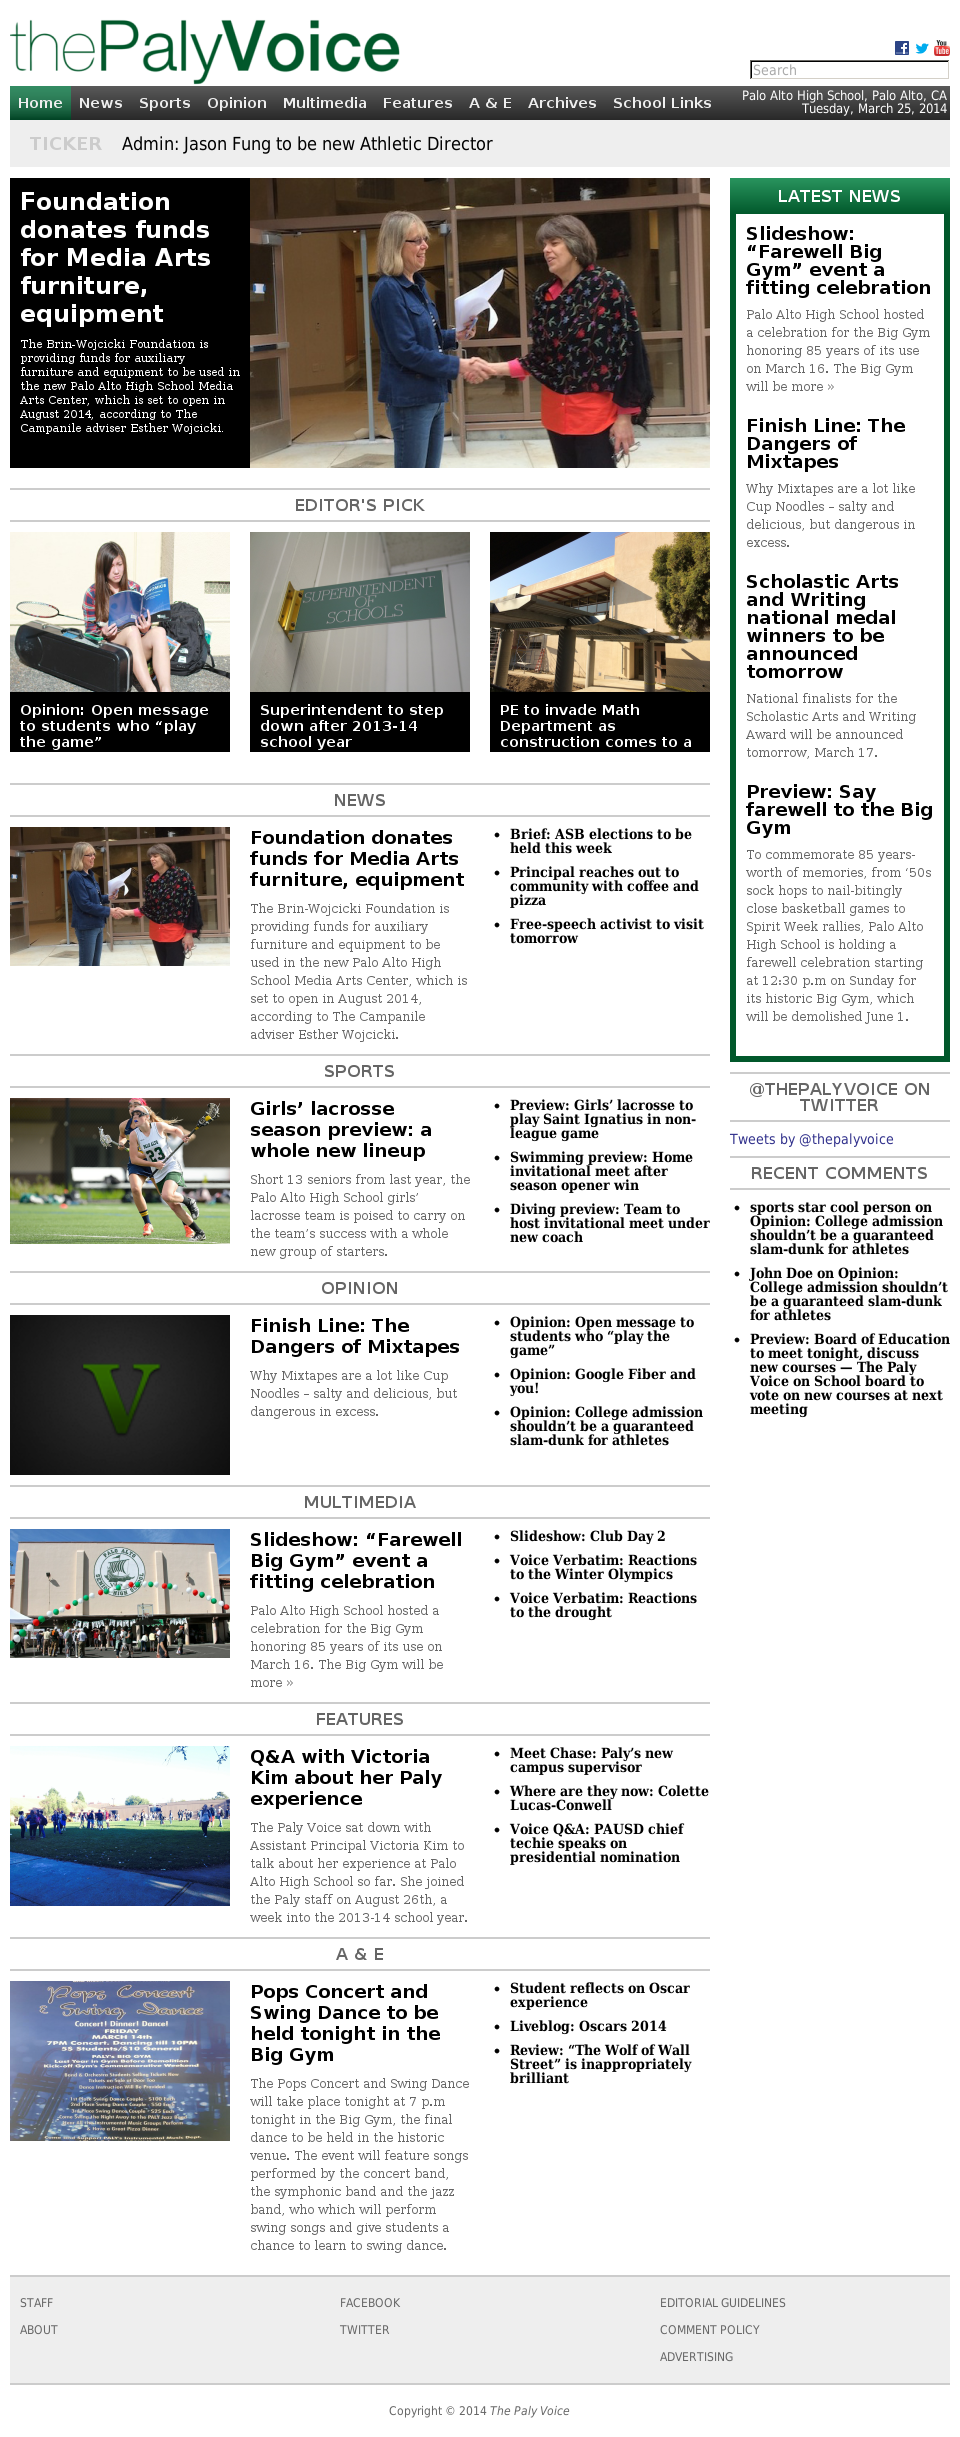 thePalyVoice
You Tube
Search
Home News Sports Opinion Multimedia Features A & E Archives School Links
Palo Alto High School, Palo Alto, CA
Tuesday, March 25, 2014
TICKER Admin: Jason Fung to be new Athletic Director
Foundation
donates funds
for Media Arts
furniture,
equipment
The Brin-Wojcicki Foundation is
providing funds for auxiliary
furniture and equipment to be used in
the new Palo Alto High School Media
Arts Center, which is set to open in
August 2014, according to The
Campanile adviser Esther Wojcicki.
EDITOR'S PICK
SUPERINTENDENT
OF
SCHOOLS
Opinion: Open message
to students who “play
the game”
Superintendent to step
down after 2013-14
school year
PE to invade Math
Department as
construction comes to a
NEWS
Foundation donates
funds for Media Arts
furniture, equipment
The Brin-Wojcicki Foundation is
providing funds for auxiliary
furniture and equipment to be
used in the new Palo Alto High
School Media Arts Center, which is
set to open in August 2014,
according to The Campanile
adviser Esther Wojcicki.
• Brief: ASB elections to be
held this week
• Principal reaches out to
community with coffee and
pizza
• Free-speech activist to visit
tomorrow
SPORTS
23
Girls’ lacrosse
season preview: a
whole new lineup
Short 13 seniors from last year, the
Palo Alto High School girls’
lacrosse team is poised to carry on
the team’s success with a whole
new group of starters.
• Preview: Girls’ lacrosse to
play Saint Ignatius in non-
league game
• Swimming preview: Home
invitational meet after
season opener win
• Diving preview: Team to
host invitational meet under
new coach
OPINION
V
Finish Line: The
Dangers of Mixtapes
Why Mixtapes are a lot like Cup
Noodles – salty and delicious, but
dangerous in excess.
• Opinion: Open message to
students who “play the
game”
• Opinion: Google Fiber and
you!
• Opinion: College admission
shouldn’t be a guaranteed
slam-dunk for athletes
MULTIMEDIA
PALO ALTO
Slideshow: “Farewell
Big Gym” event a
fitting celebration
Palo Alto High School hosted a
celebration for the Big Gym
honoring 85 years of its use on
March 16. The Big Gym will be
more »
• Slideshow: Club Day 2
• Voice Verbatim: Reactions
to the Winter Olympics
• Voice Verbatim: Reactions
to the drought
FEATURES
Q&A with Victoria
Kim about her Paly
experience
The Paly Voice sat down with
Assistant Principal Victoria Kim to
talk about her experience at Palo
Alto High School so far. She joined
the Paly staff on August 26th, a
week into the 2013-14 school year.
• Meet Chase: Paly’s new
campus supervisor
• Where are they now: Colette
Lucas-Conwell
• Voice Q&A: PAUSD chief
techie speaks on
presidential nomination
A & E
Pops Concert
& Swing Dance
Concert! Dinner! Dance!
FRIDAY
MARCH 14th
7PM Concert, Dancing till 10PM
$5 Students/$10 General
PALY's BIG GYM
Last Year in Gym Before Demolition
Kick-off Gym's Commemorative Weekend
Pops Concert and
Swing Dance to be
held tonight in the
Big Gym
The Pops Concert and Swing Dance
will take place tonight at 7 p.m
tonight in the Big Gym, the final
dance to be held in the historic
venue. The event will feature songs
performed by the concert band,
the symphonic band and the jazz
band, who which will perform
swing songs and give students a
chance to learn to swing dance.
• Student reflects on Oscar
experience
• Liveblog: Oscars 2014
• Review: “The Wolf of Wall
Street” is inappropriately
brilliant
LATEST NEWS
Slideshow:
“Farewell Big
Gym” event a
fitting celebration
Palo Alto High School hosted
a celebration for the Big Gym
honoring 85 years of its use
on March 16. The Big Gym
will be more »
Finish Line: The
Dangers of
Mixtapes
Why Mixtapes are a lot like
Cup Noodles – salty and
delicious, but dangerous in
excess.
Scholastic Arts
and Writing
national medal
winners to be
announced
tomorrow
National finalists for the
Scholastic Arts and Writing
Award will be announced
tomorrow, March 17.
Preview: Say
farewell to the Big
Gym
To commemorate 85 years-
worth of memories, from ‘50s
sock hops to nail-bitingly
close basketball games to
Spirit Week rallies, Palo Alto
High School is holding a
farewell celebration starting
at 12:30 p.m on Sunday for
its historic Big Gym, which
will be demolished June 1.
@THEPALYVOICE ON
TWITTER
Tweets by @thepalyvoice
RECENT COMMENTS
• sports star cool person on
Opinion: College admission
shouldn’t be a guaranteed
slam-dunk for athletes
• John Doe on Opinion:
College admission shouldn’t
be a guaranteed slam-dunk
for athletes
• Preview: Board of Education
to meet tonight, discuss
new courses — The Paly
Voice on School board to
vote on new courses at next
meeting
STAFF
ABOUT
FACEBOOK
TWITTER
EDITORIAL GUIDELINES
COMMENT POLICY
ADVERTISING
Copyright © 2014 The Paly Voice